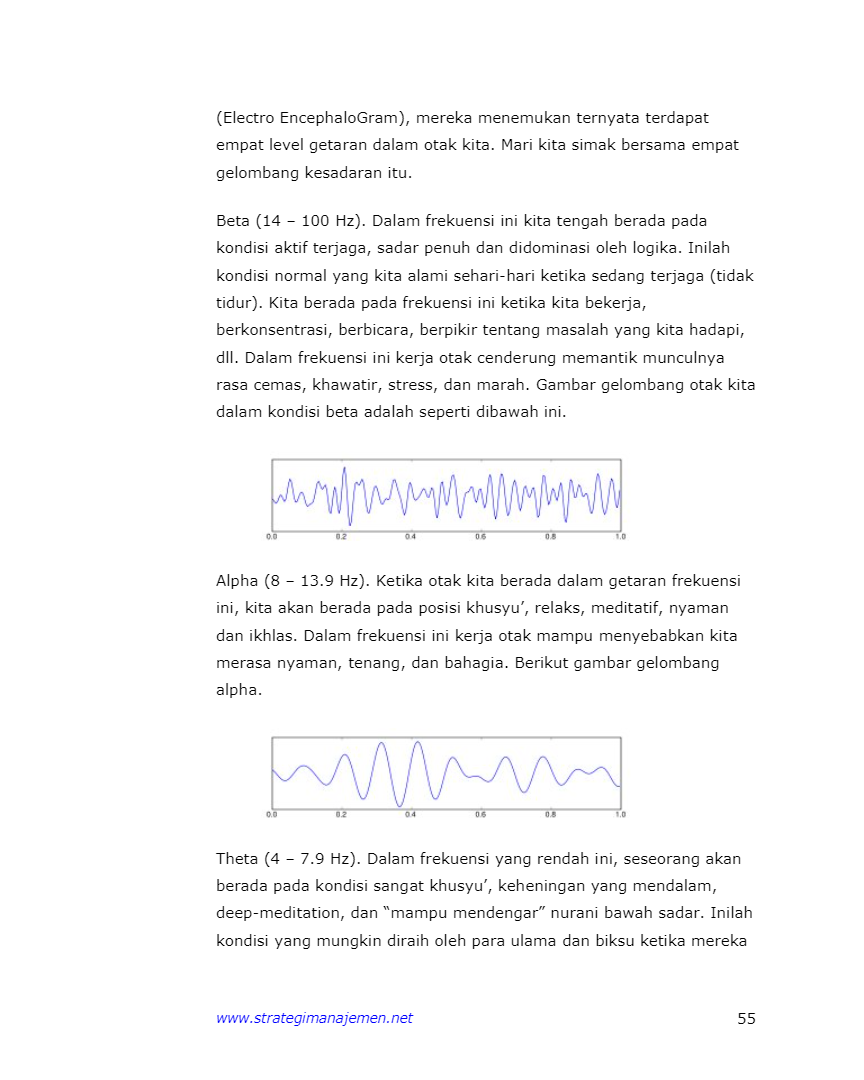 (Electro EncephaloGram), mereka menemukan ternyata terdapat
empat level getaran dalam otak kita. Mari kita simak bersama empat
gelombang kesadaran itu.
Beta (14 – 100 Hz). Dalam frekuensi ini kita tengah berada pada
kondisi aktif terjaga, sadar penuh dan didominasi oleh logika. Inilah
kondisi normal yang kita alami sehari-hari ketika sedang terjaga (tidak
tidur). Kita berada pada frekuensi ini ketika kita bekerja,
berkonsentrasi, berbicara, berpikir tentang masalah yang kita hadapi,
dll. Dalam frekuensi ini kerja otak cenderung memantik munculnya
rasa cemas, khawatir, stress, dan marah. Gambar gelombang otak kita
dalam kondisi beta adalah seperti dibawah ini.
0.0 0.2 0.4 0.6 0.8 1.0
Alpha (8 – 13.9 Hz). Ketika otak kita berada dalam getaran frekuensi
ini, kita akan berada pada posisi khusyu’, relaks, meditatif, nyaman
dan ikhlas. Dalam frekuensi ini kerja otak mampu menyebabkan kita
merasa nyaman, tenang, dan bahagia. Berikut gambar gelombang
alpha.
0.0 0.2 0.4 0.6 0.8 1.0
Theta (4 – 7.9 Hz). Dalam frekuensi yang rendah ini, seseorang akan
berada pada kondisi sangat khusyu’, keheningan yang mendalam,
deep-meditation, dan “mampu mendengar” nurani bawah sadar. Inilah
kondisi yang mungkin diraih oleh para ulama dan biksu ketika mereka
www.strategimanajemen.net 55